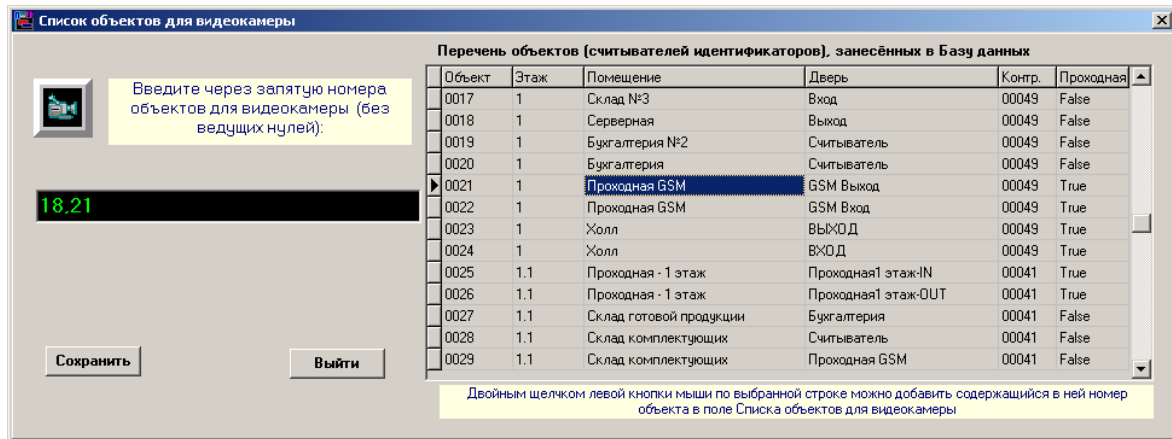 Список объектов для видеокамеры
Перечень объектов (считывателей идентификаторов), занесённых в Базу данных
Введите через запятую номера
объектов для видеокамеры (без
ведущих нулей):
18,21
Сохранить
Выйти
Объект Этаж Помещение Дверь Контр. Проходная
0017 1 Склад №3 Вход 00049 False
0018 1 Серверная Выход 00049 False
0019 1 Бухгалтерия №2 Считыватель 00049 False
0020 1 Бухгалтерия Считыватель 00049 False
0021 1 Проходная GSM GSM Выход 00049 True
0022 1 Проходная GSM GSM Вход 00049 True
0023 1 Холл ВЫХОД 00049 True
0024 1 Холл ВХОД 00049 True
0025 1.1 Проходная - 1 этаж Проходная1 этаж-IN 00041 True
0026 1.1 Проходная - 1 этаж Проходная1 этаж-OUT 00041 True
0027 1.1 Склад готовой продукции Бухгалтерия 00041 False
0028 1.1 Склад комплектующих Считыватель 00041 False
0029 1.1 Склад комплектующих Проходная GSM 00041 False
Двойным щелчком левой кнопки мыши по выбранной строке можно добавить содержащийся в ней номер
объекта в поле Списка объектов для видеокамеры